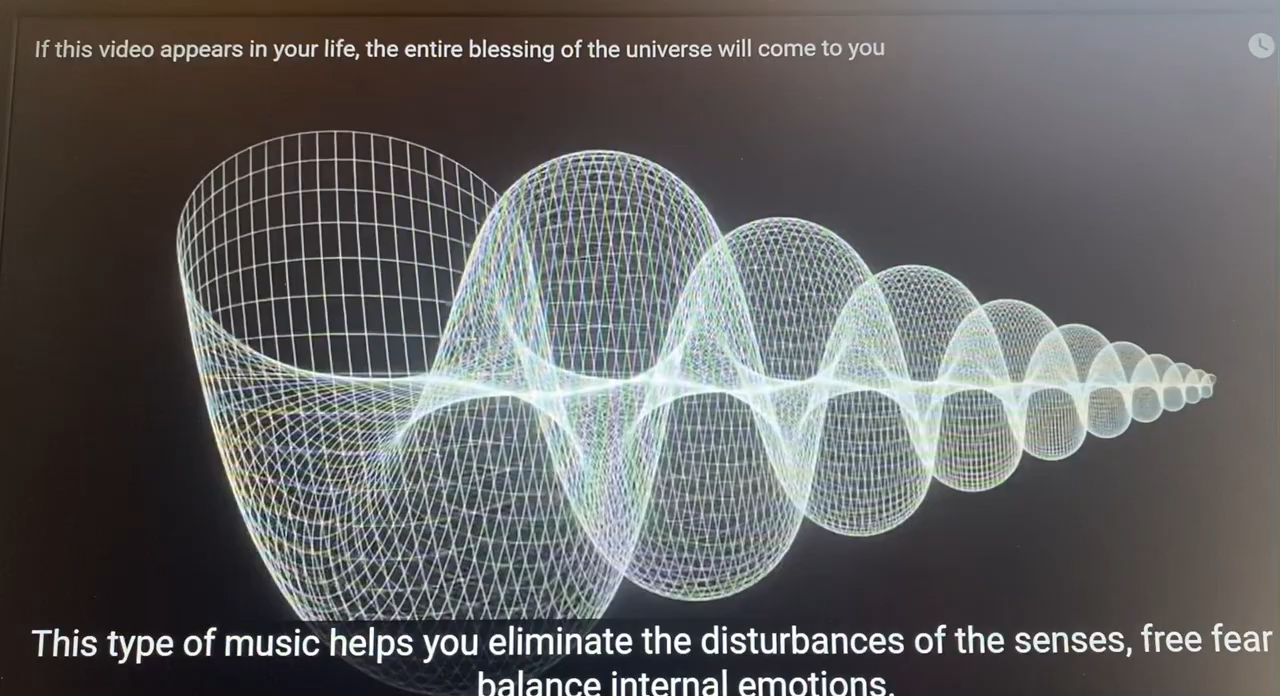 If this video appears in your life, the entire blessing of the universe will come to you
This type of music helps you eliminate the disturbances of the senses, free fear
balance internal emotions.